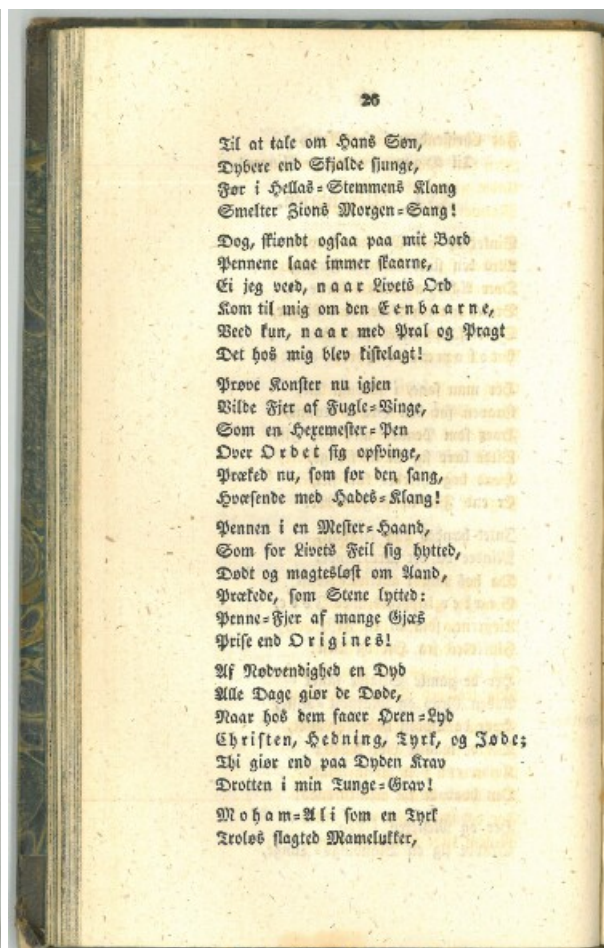 26
Til at tale om Hans Søn,
Dybere end Skjalde sjunge,
Før i Hellas-Stemmens Klang
Smelter Zions Morgen-Sang!
Dog, skiøndt ogsaa paa mit Bord
Pennene laae immer skaarne,
Ei jeg veed, naar Livets Ord
Kom til mig om den Eenbaarne,
Veed kun, naar med Pral og Pragt
Det hos mig blev kistelagt!
Prøve Konster nu igjen
Vilde Fjer af Fugle-Vinge,
Som en Hexemester-Pen
Over Ordet sig opsvinge,
Præked nu, som før den sang,
Hvæsende med Hades-Klang!
Pennen i en Mester-Haand,
Som for Livets Feil sig hytted,
Dødt og magtesløst om Aand,
Prækede, som Stene lytted:
Penne-Fjer af mange Gjæs
Prise end Origines!
Af Nødvendighed en Dyd
Alle Dage giør de Døde,
Naar hos dem faaer Øren-Lyd
Christen, Hedning, Tyrk, og Jøde;
Thi giør end paa Dyden Krav
Drotten i min Tunge-Grav!
Moham-Ali som en Tyrk
Troløs slagted Mamelukker,